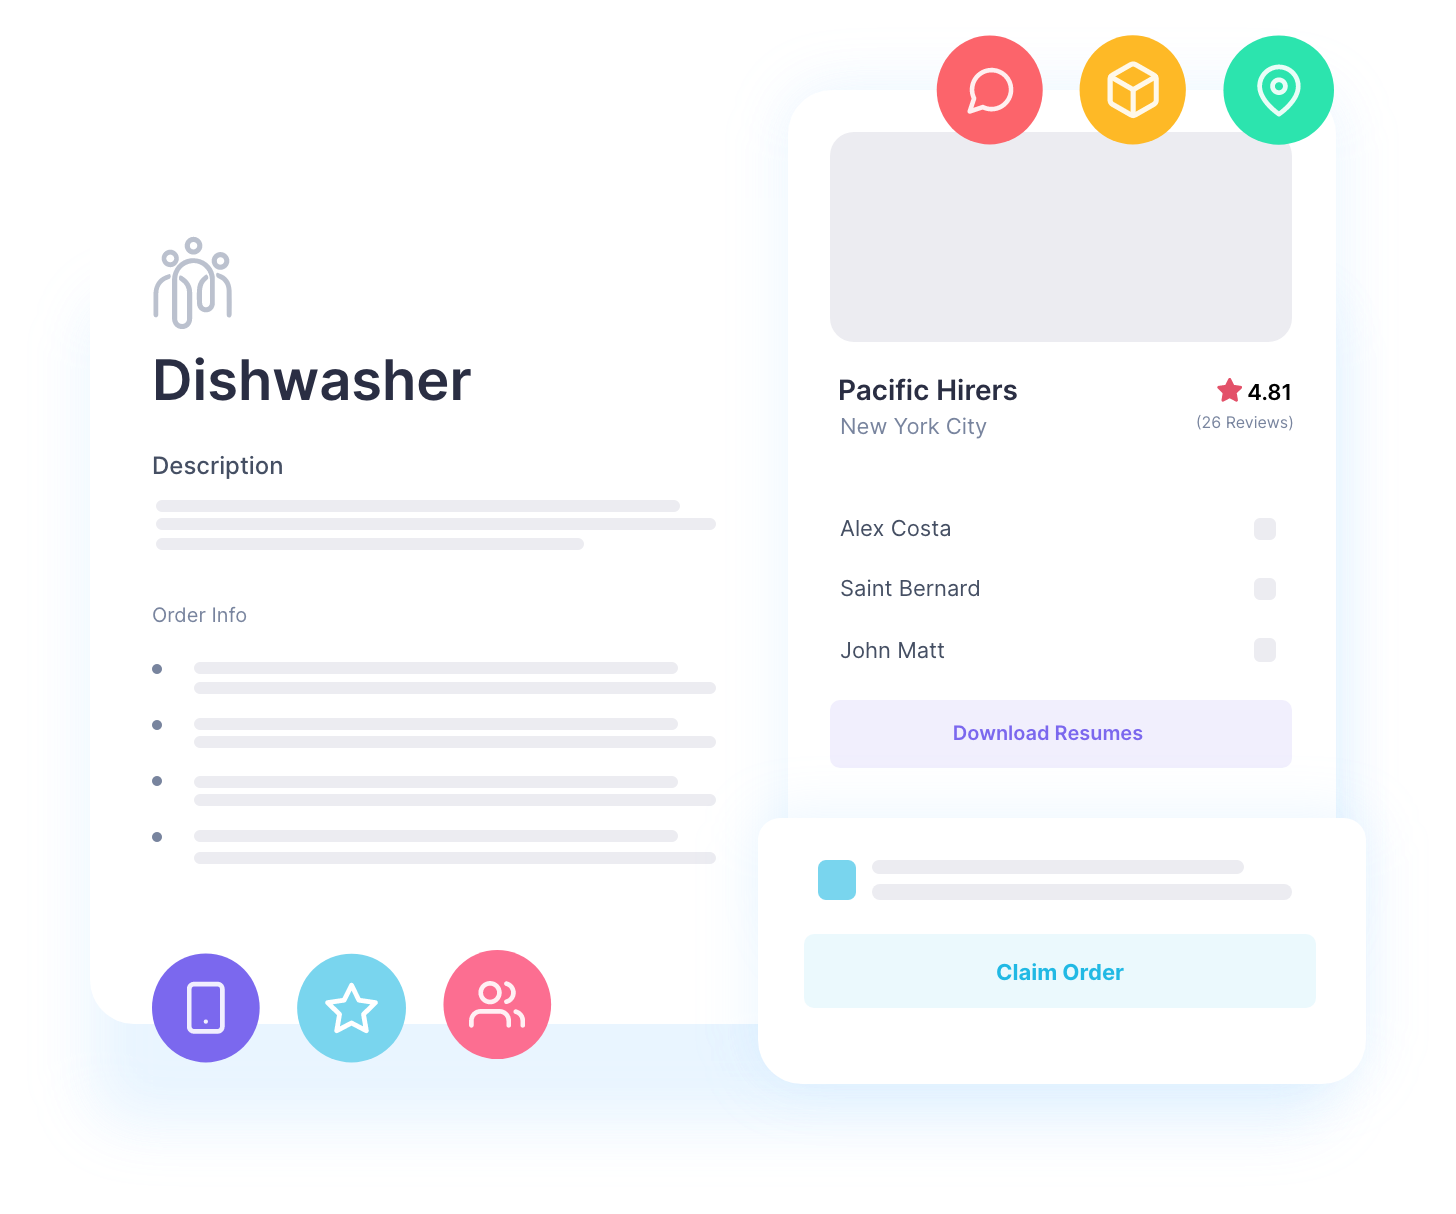 Dishwasher
Description
Order Info
Pacific Hirers
4.81
New York City
(26 Reviews)
Alex Costa
Saint Bernard
John Matt
Download Resumes
Claim Order